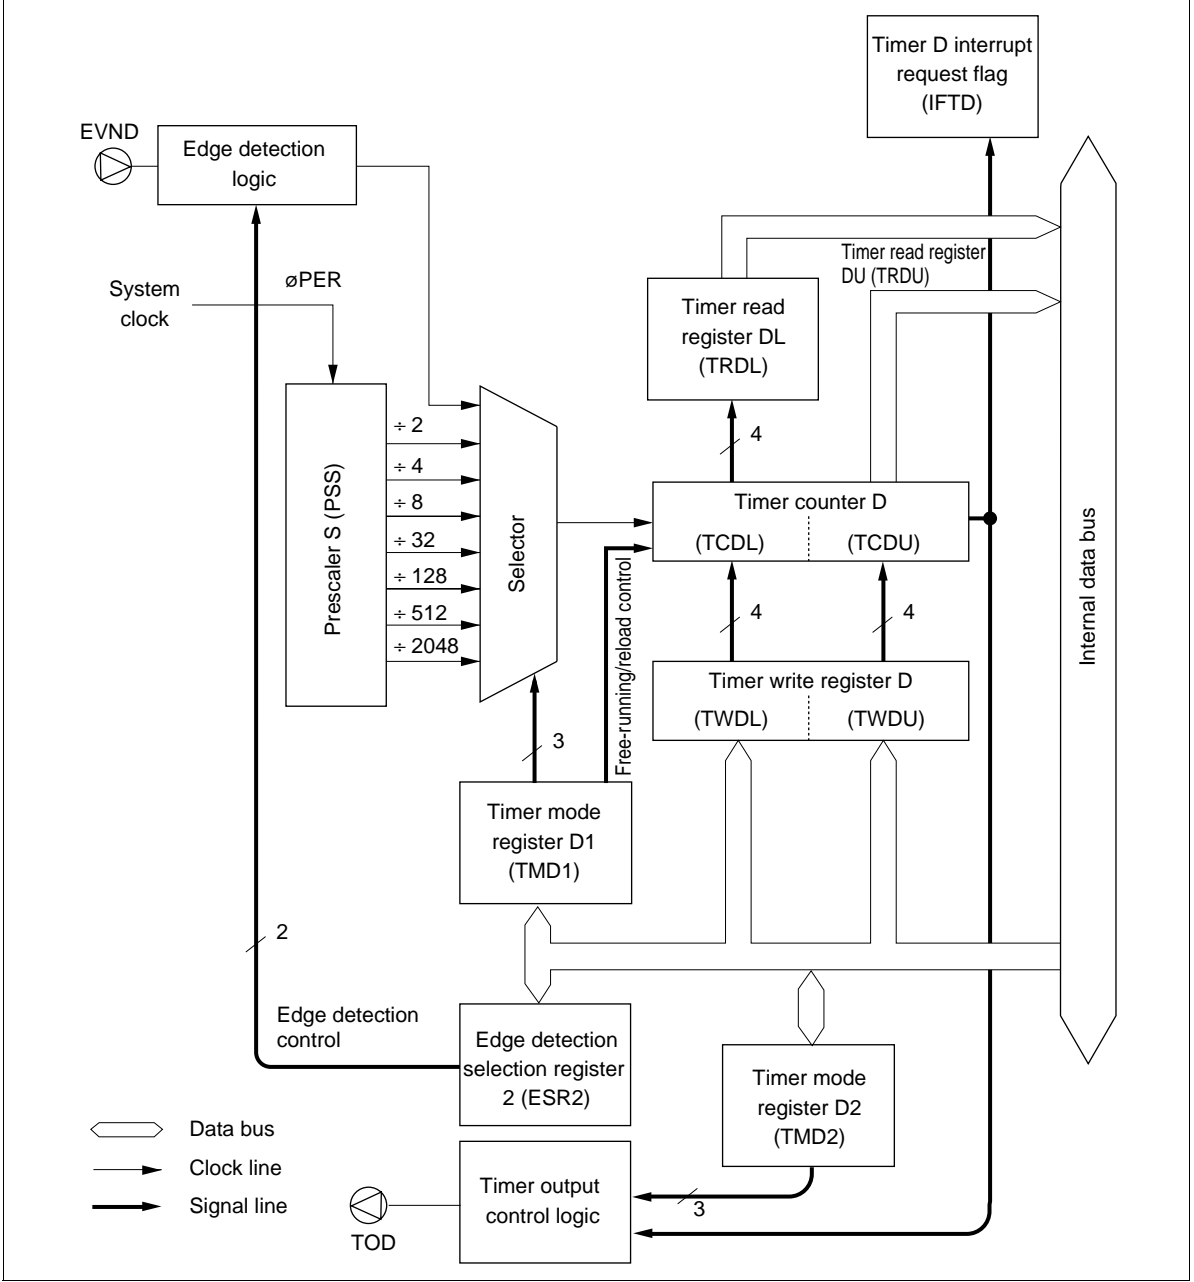 Timer D interrupt
request flag
(IFTD)
EVND
Edge detection
logic
Timer read register
DU (TRDU)
System
clock
øPER
Timer read
register DL
(TRDL)
÷ 2
÷ 4
÷ 8
÷ 32
÷ 128
÷ 512
÷ 2048
Prescaler S (PSS)
Selector
4
Timer counter D
(TCDL)
(TCDU)
Free-running/reload control
4
4
Timer write register D
(TWDL)
(TWDU)
Internal data bus
3
Timer mode
register D1
(TMD1)
2
Edge detection
control
Edge detection
selection register
2 (ESR2)
Timer mode
register D2
(TMD2)
Data bus
Clock line
Signal line
Timer output
control logic
3
TOD